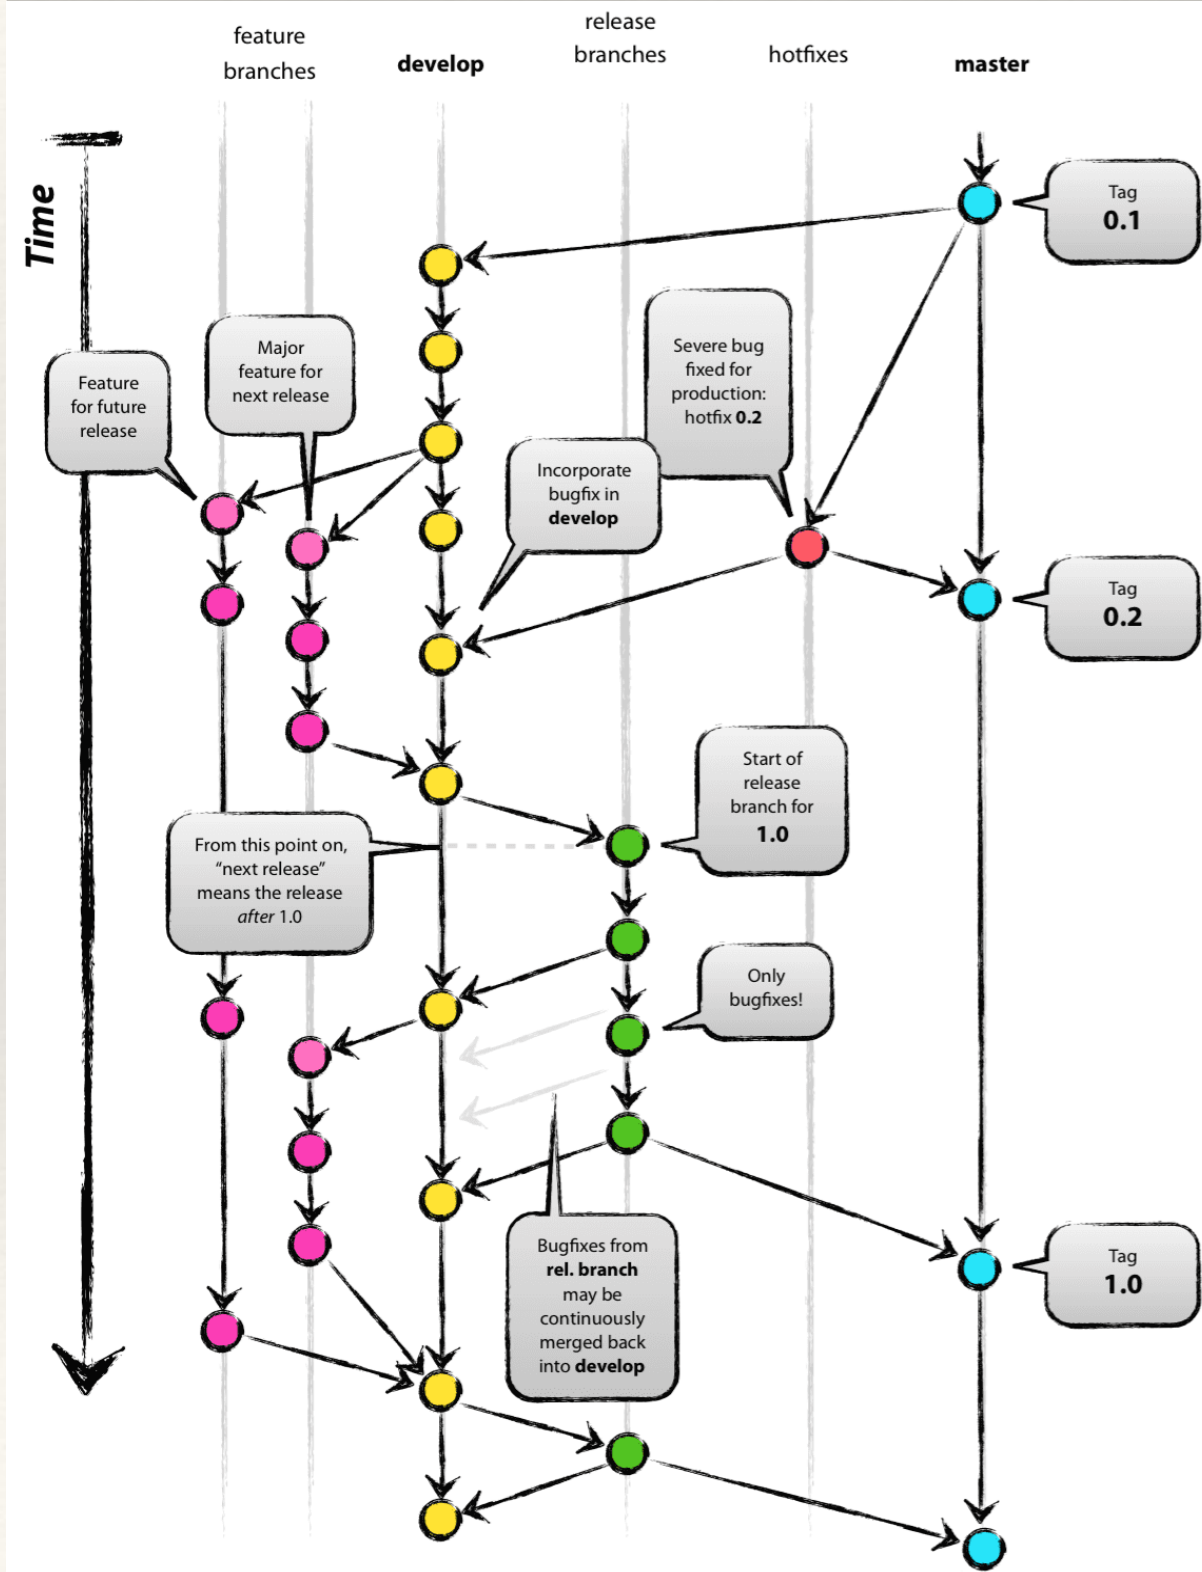 feature
branches
develop
release
branches
hotfixes
master
Time
Tag
0.1
Feature
for future
release
Major
feature for
next release
Severe bug
fixed for
production:
hotfix 0.2
Incorporate
bugfix in
develop
Tag
0.2
Start of
release
branch for
1.0
From this point on,
“next release”
means the release
after 1.0
Only
bugfixes!
Bugfixes from
rel. branch
may be
continuously
merged back
into develop
Tag
1.0